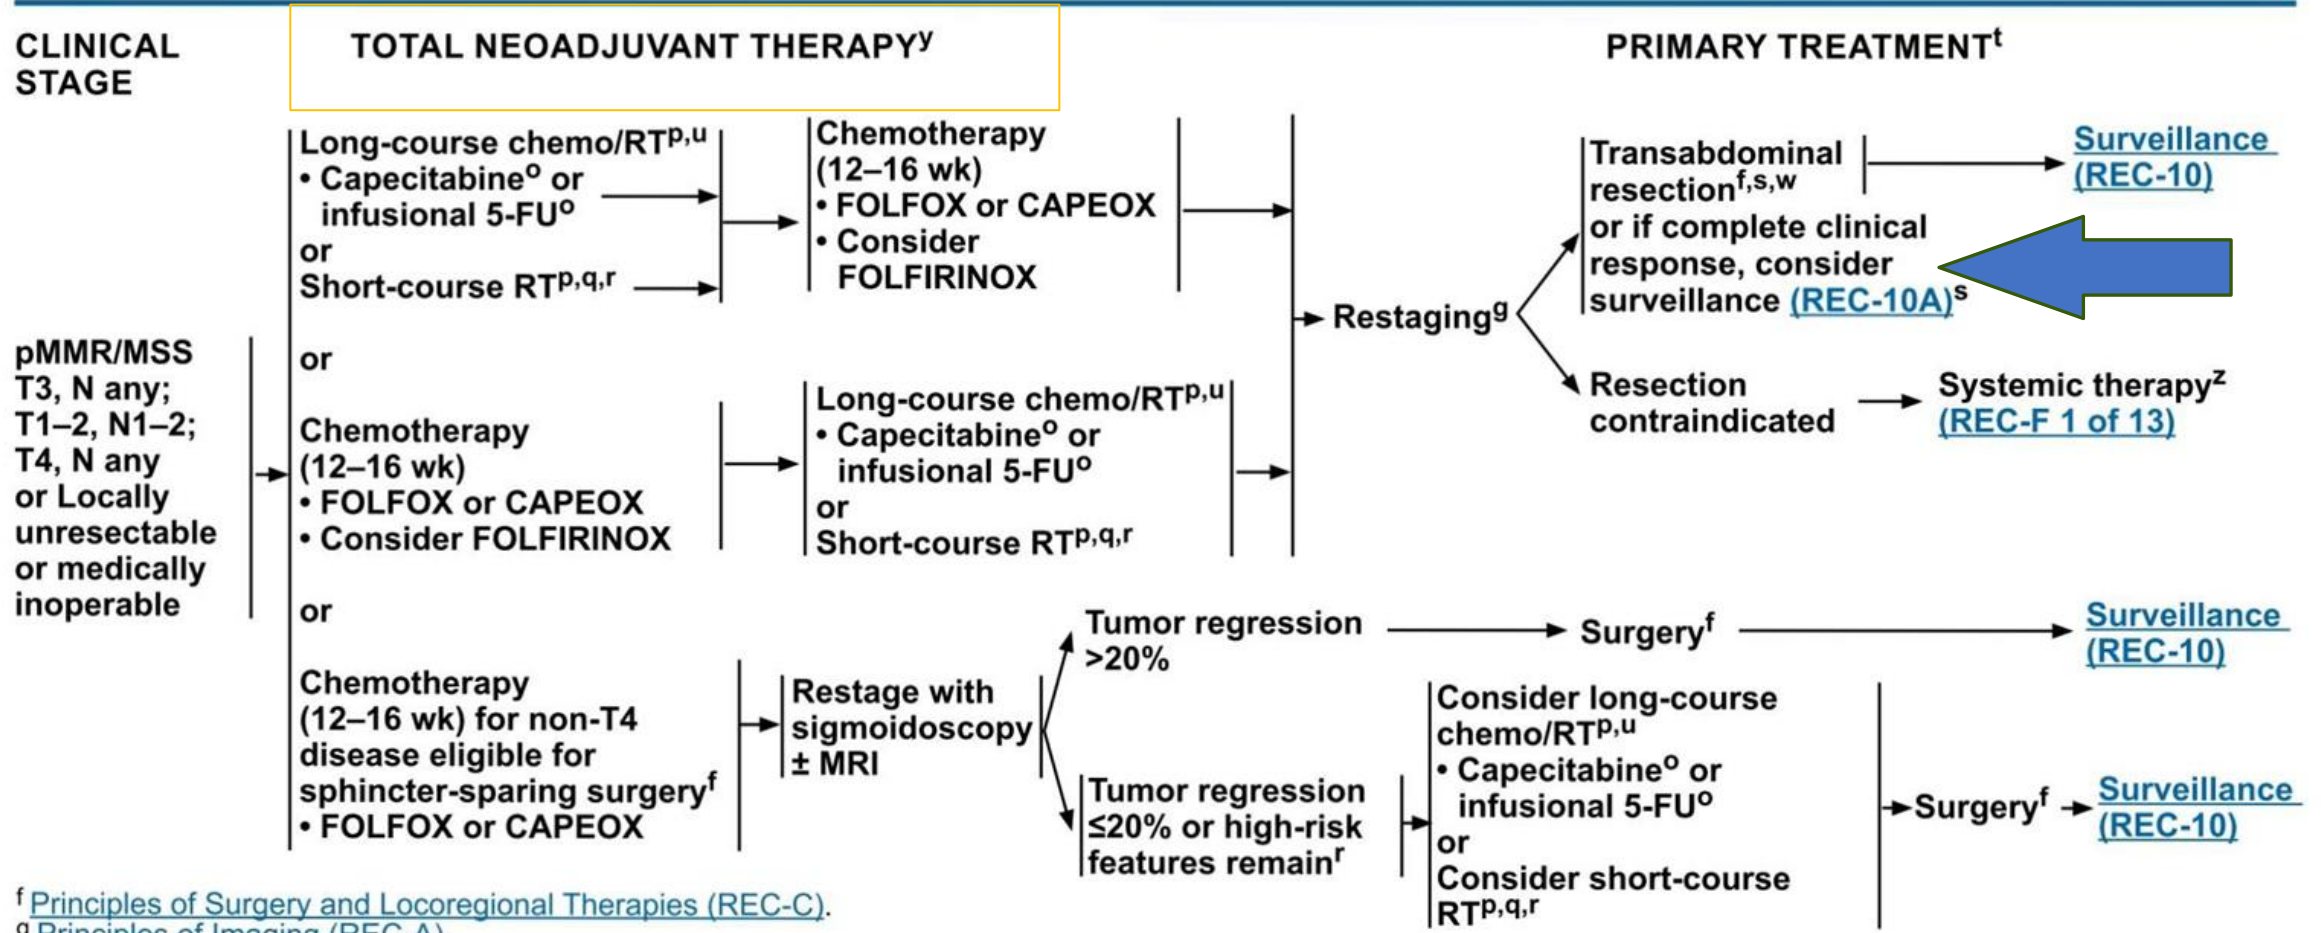 CLINICAL
STAGE
TOTAL NEOADJUVANT THERAPYy
PRIMARY TREATMENTt
pMMR/MSS
T3, N any;
T1–2, N1–2;
T4, N any
or Locally
unresectable
or medically
inoperable
Long-course chemo/RTp,u
• Capecitabineo or
infusional 5-FUo
or
Short-course RTp,q,r
Chemotherapy
(12–16 wk)
• FOLFOX or CAPEOX
• Consider
FOLFIRINOX
or
Chemotherapy
(12–16 wk)
• FOLFOX or CAPEOX
• Consider FOLFIRINOX
Long-course chemo/RTp,u
• Capecitabineo or
infusional 5-FUo
or
Short-course RTp,q,r
Restagingg
Transabdominal
resectionf,s,w
or if complete clinical
response, consider
surveillance (REC-10A)s
Surveillance
(REC-10)
Resection
contraindicated
Systemic therapyz
(REC-F 1 of 13)
or
Chemotherapy
(12–16 wk) for non-T4
disease eligible for
sphincter-sparing surgeryf
• FOLFOX or CAPEOX
Restage with
sigmoidoscopy
± MRI
Tumor regression
>20%
Surgeryf
Surveillance
(REC-10)
Tumor regression
≤20% or high-risk
features remainr
Consider long-course
chemo/RTp,u
• Capecitabineo or
infusional 5-FUo
or
Consider short-course
RTp,q,r
Surgeryf
Surveillance
(REC-10)
f Principles of Surgery and Locoregional Therapies (REC-C).
g Principles of Imaging (REC-A)